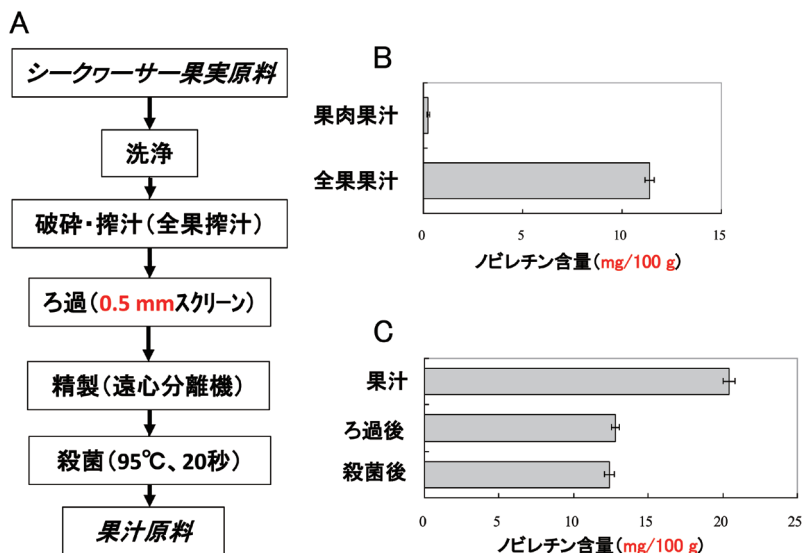 A
シークヮーサー果実原料
洗浄
破砕・搾汁(全果搾汁)
ろ過(0.5 mmスクリーン)
精製(遠心分離機)
殺菌(95℃、20秒)
果汁原料
B
果肉果汁
全果果汁
0 5 10 15
ノビレチン含量(mg/100 g)
C
果汁
ろ過後
殺菌後
0 5 10 15 20 25
ノビレチン含量(mg/100 g)